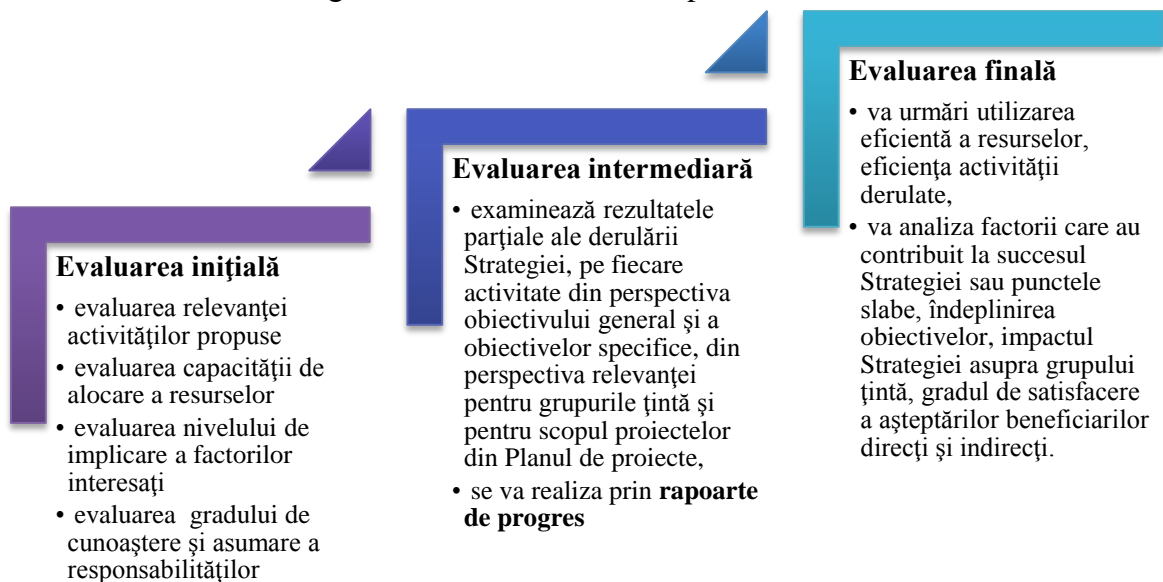 Evaluarea iniţială
• evaluarea relevanţei
activităţilor propuse
• evaluarea capacităţii de
alocare a resurselor
• evaluarea nivelului de
implicare a factorilor
interesaţi
• evaluarea gradului de
cunoaştere şi asumare a
responsabilităţilor
Evaluarea intermediară
• examinează rezultatele
parţiale ale derulării
Strategiei, pe fiecare
activitate din perspectiva
obiectivului general şi a
obiectivelor specifice, din
perspectiva relevanţei
pentru grupurile ţintă şi
pentru scopul proiectelor
din Planul de proiecte,
• se va realiza prin rapoarte
de progres
Evaluarea finală
• va urmări utilizarea
eficientă a resurselor,
eficienţa activităţii
derulate,
• va analiza factorii care au
contribuit la succesul
Strategiei sau punctele
slabe, îndeplinirea
obiectivelor, impactul
Strategiei asupra grupului
ţintă, gradul de satisfacere
a aşteptărilor beneficiarilor
direcţi şi indirecţi.